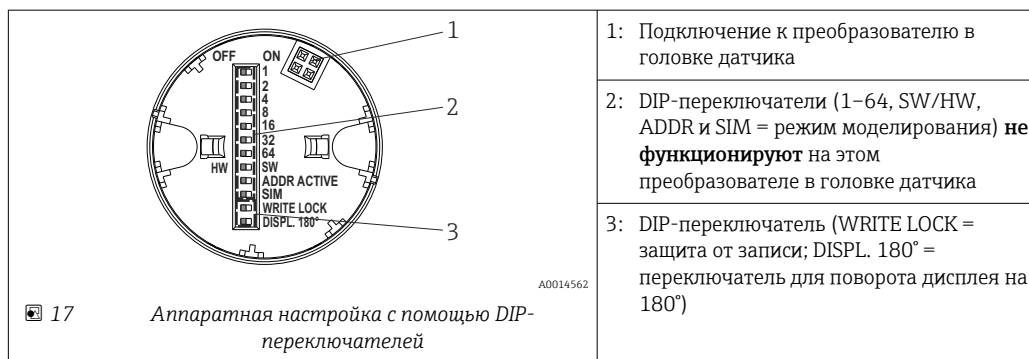 OFF ON
1
2
4
8
16
32
64
HW SW
ADDR ACTIVE
SIM
WRITE LOCK
DISPL. 180°
1
2
3
A0014562
17 Аппаратная настройка с помощью DIP-
переключателей
1: Подключение к преобразователю в
головке датчика
2: DIP-переключатели (1–64, SW/HW,
ADDR и SIM = режим моделирования) не
функционируют на этом
преобразователе в головке датчика
3: DIP-переключатель (WRITE LOCK =
защита от записи; DISPL. 180° =
переключатель для поворота дисплея на
180°)